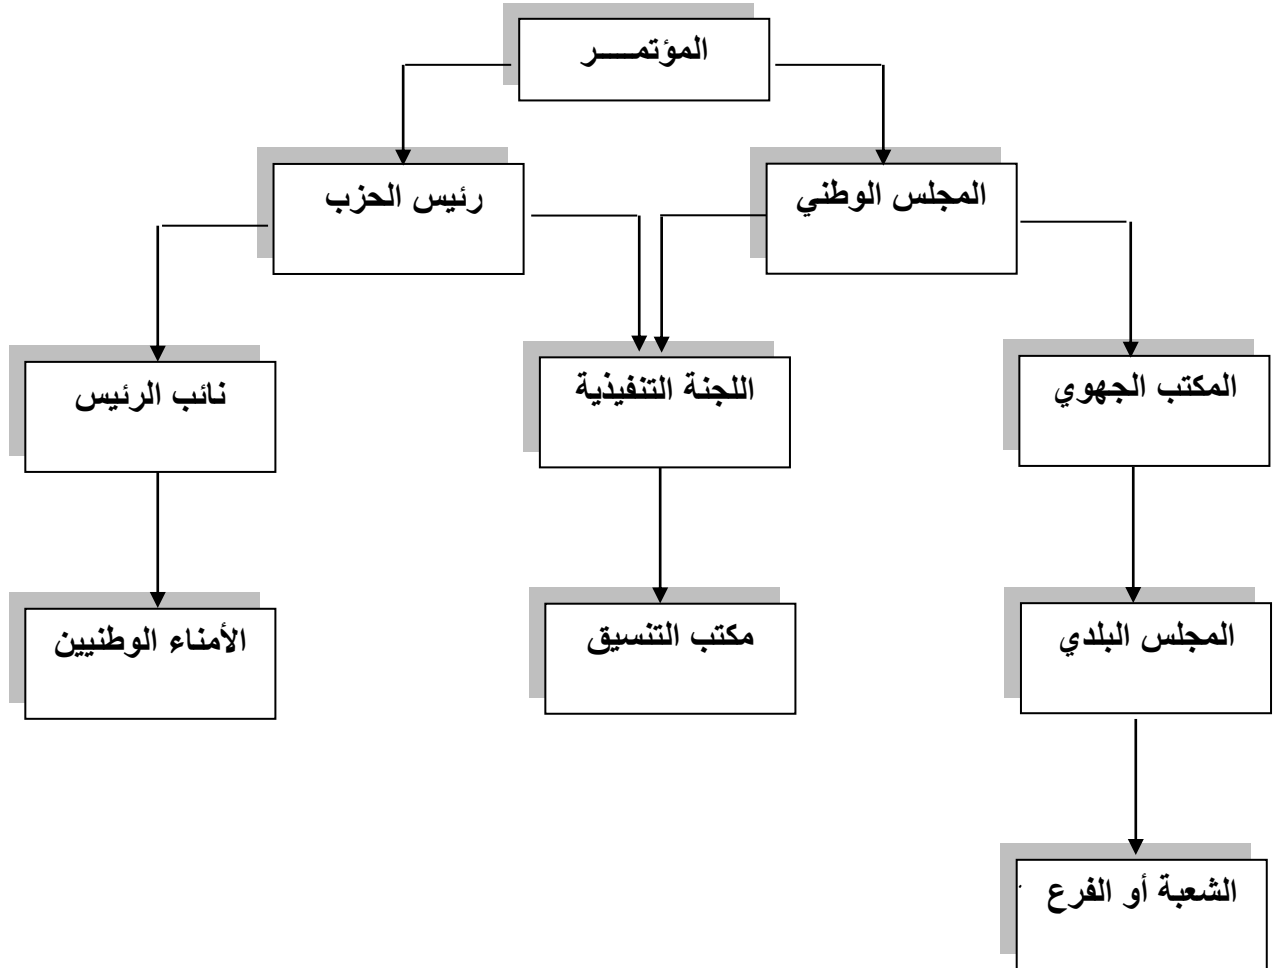 المؤتمـــــر
المجلس الوطني
رئيس الحزب
المكتب الجهوي
اللجنة التنفيذية
نائب الرئيس
المجلس البلدي
مكتب التنسيق
الأمناء الوطنيين
الشعبة أو الفرع